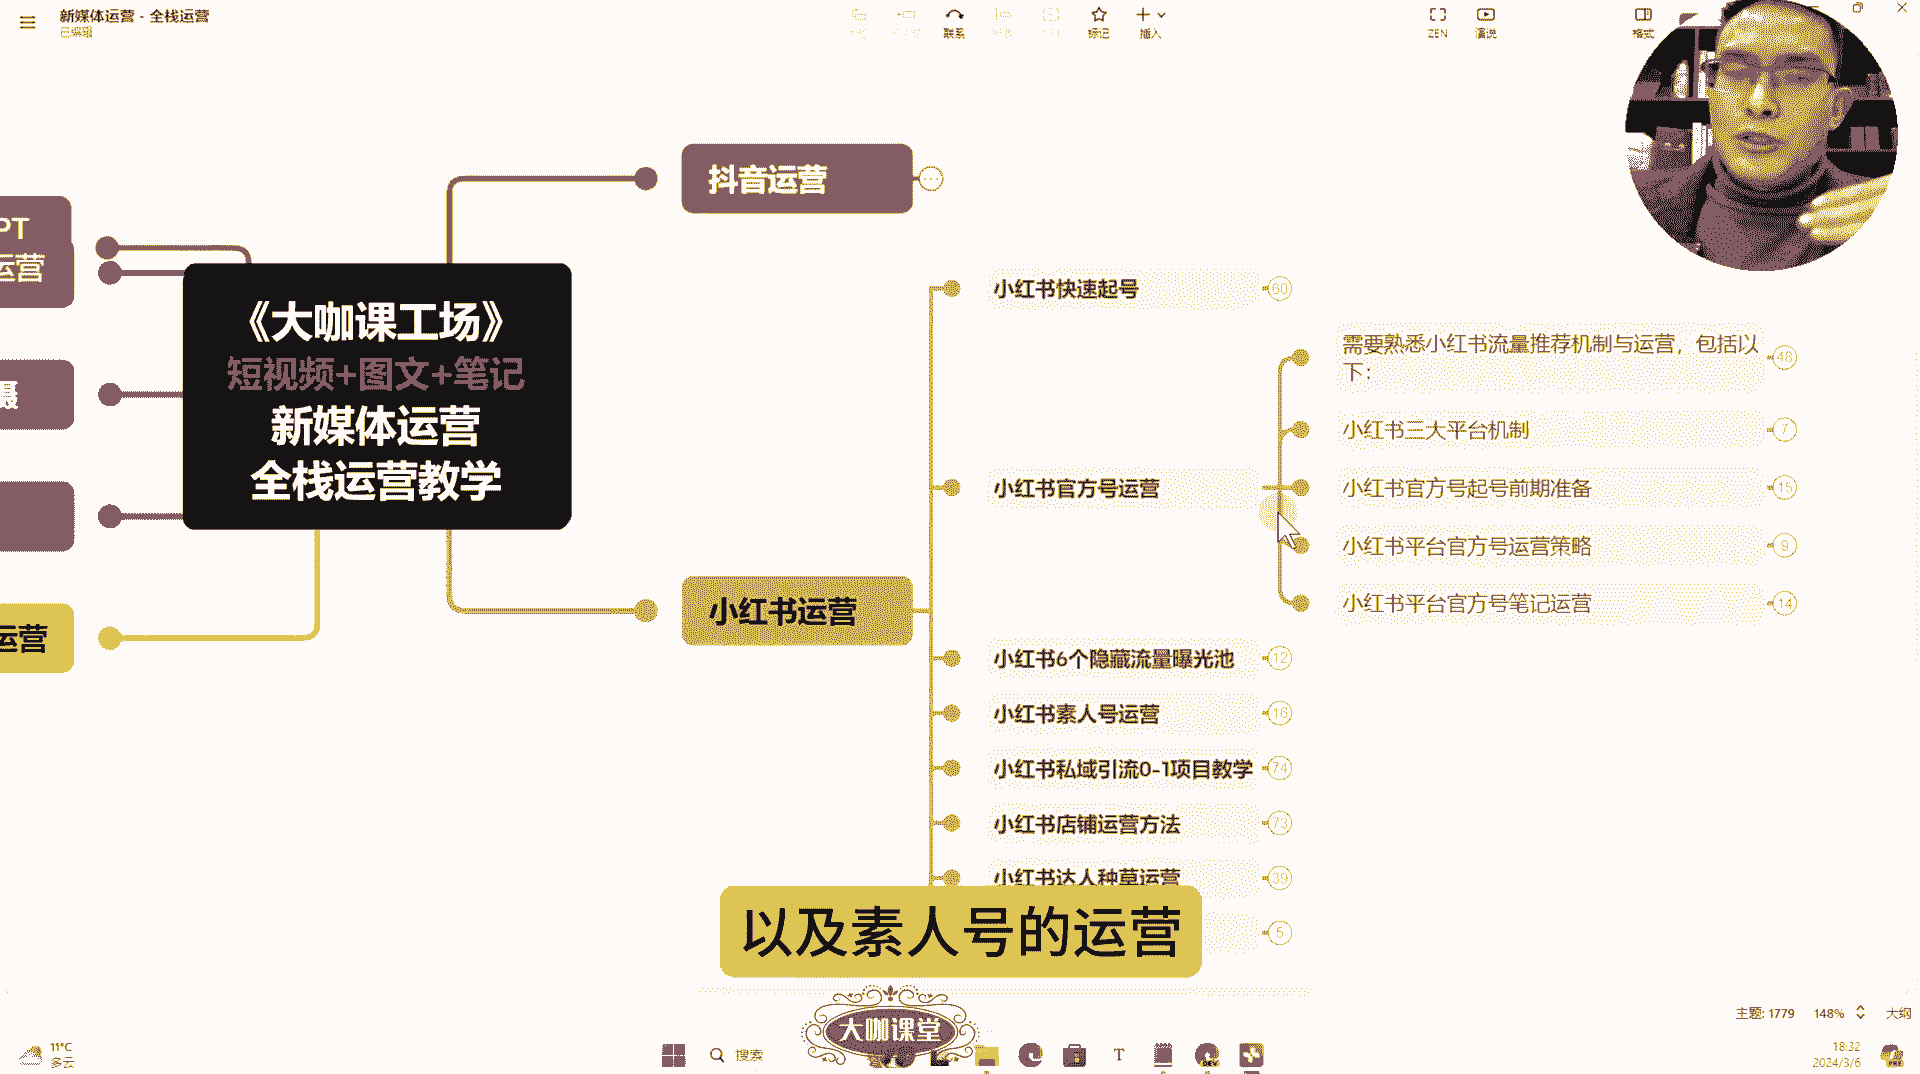 新媒体运营 - 全栈运营
已编辑
联系
标记
插入
ZEN
演说
格式
PT
运营
摄
运营
《大咖课工场》
短视频+图文+笔记
新媒体运营
全栈运营教学
抖音运营
小红书运营
小红书快速起号
60
小红书官方号运营
需要熟悉小红书流量推荐机制与运营，包括以
下：
48
小红书三大平台机制
7
小红书官方号起号前期准备
15
小红书平台官方号运营策略
9
小红书平台官方号笔记运营
14
小红书6个隐藏流量曝光池
12
小红书素人号运营
16
小红书私域引流0-1项目教学
74
小红书店铺运营方法
73
小红书达人种草运营
39
5
以及素人号的运营
大咖课堂
主题: 1779
148%
大纲
11°C
多云
搜索
T
DEV
18:32
2024/3/6
PRE